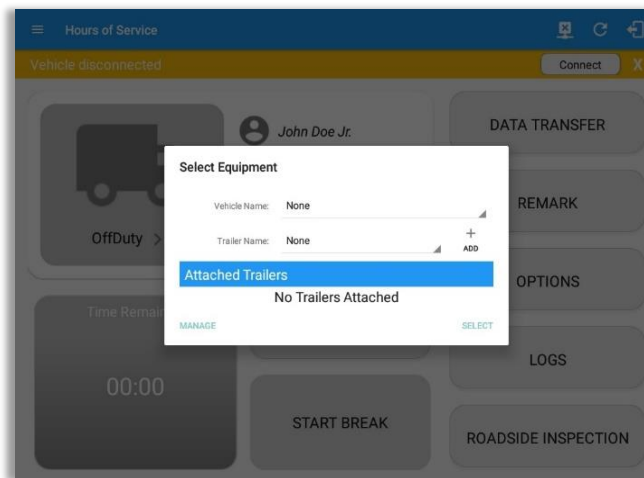 Hours of Service
Vehicle disconnected
Connect
X
John Doe Jr.
OffDuty
Select Equipment
Vehicle Name: None
Trailer Name: None
+
ADD
Attached Trailers
No Trailers Attached
MANAGE
SELECT
Time Remain
00:00
START BREAK
DATA TRANSFER
REMARK
OPTIONS
LOGS
ROADSIDE INSPECTION